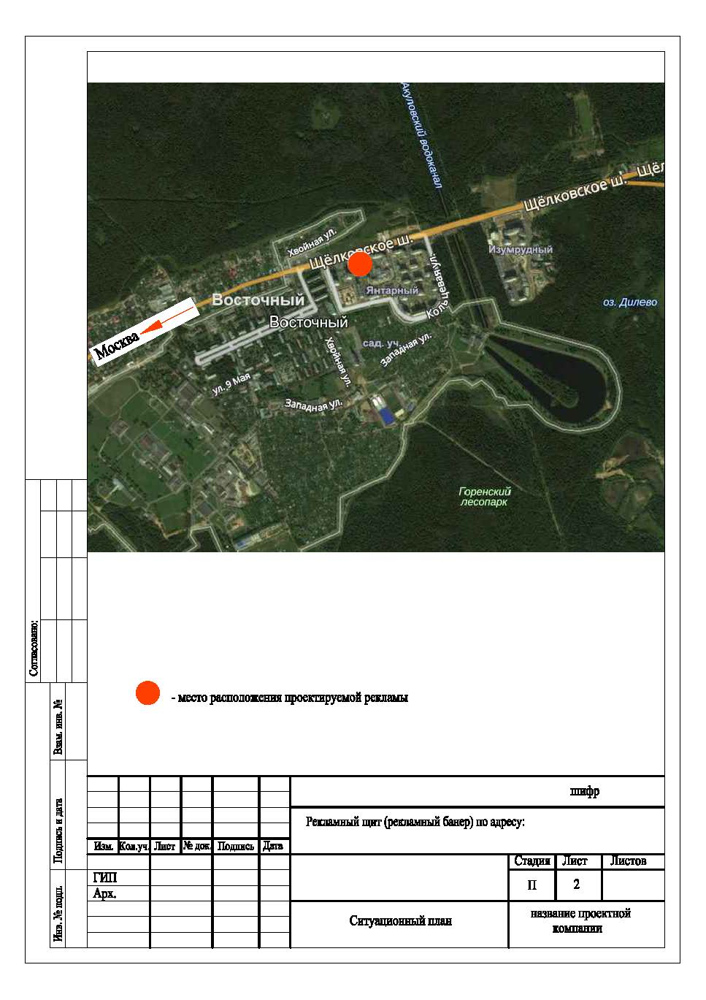 Акуловский водоканал
Щёлковское ш.
Щёл
Хвойная ул.
Щёлковское ш.
Изумрудный
Кольцевая ул.
Янтарный
Восточный
оз. Дилево
Восточный
Москва
сад. уч.
Хвойная ул.
Западная ул.
ул. 9 Мая
Западная ул.
Горенский
лесопарк
Согласовано:
- место расположения проектируемой рекламы
Взам. инв. №
Подпись и дата
Инв. № подл.
шифр
Рекламный щит (рекламный банер) по адресу:
Изм. Кол.уч. Лист № док. Подпись Дата
Стадия Лист Листов
ГИП
П 2
Арх.
Ситуационный план
название проектной
компании